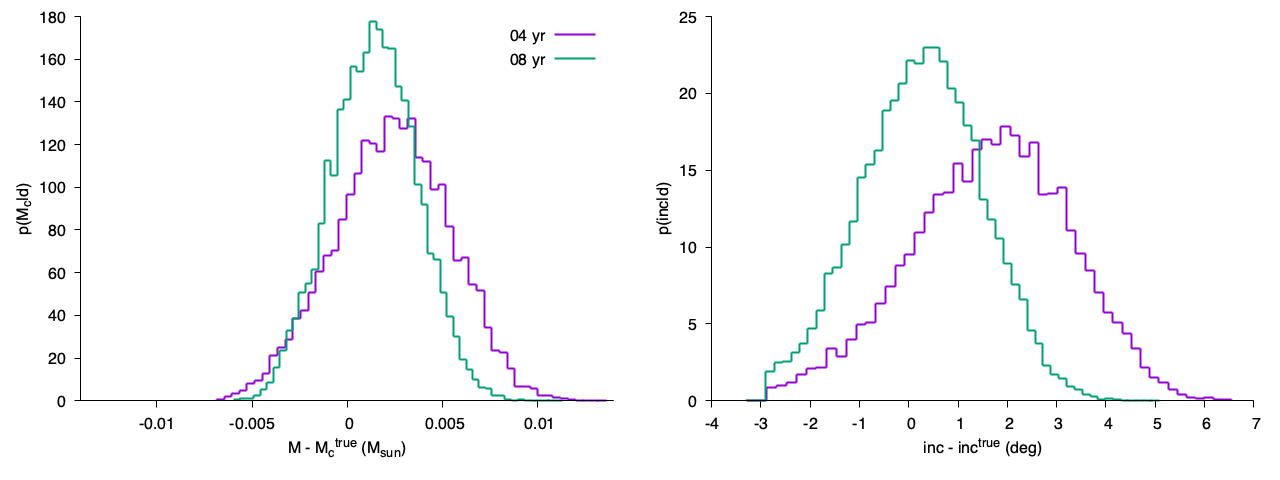 180
160
140
120
100
80
60
40
20
0
p(M_c|d)
04 yr
08 yr
-0.01 -0.005 0 0.005 0.01
M - M_c^true (M_sun)
25
20
15
10
5
0
p(inc|d)
-4 -3 -2 -1 0 1 2 3 4 5 6 7
inc - inc^true (deg)